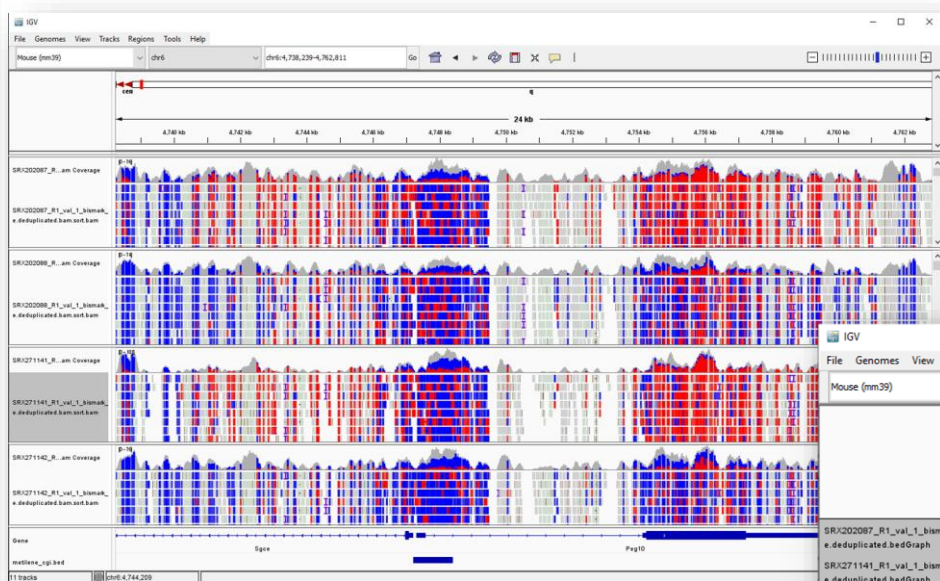 IGV
File Genomes View Tracks Regions Tools Help
Mouse (mm39) chr6 chr6:4,738,239-4,762,811 Go
cen q
24 kb
4,740 kb 4,742 kb 4,744 kb 4,746 kb 4,748 kb 4,750 kb 4,752 kb 4,754 kb 4,756 kb 4,758 kb 4,760 kb 4,762 kb
SRX202087_R...am Coverage
SRX202087_R1_val_1_bismark_
e.deduplicated.bam.sort.bam
SRX202088_R...am Coverage
SRX202088_R1_val_1_bismark_
e.deduplicated.bam.sort.bam
SRX271141_R...am Coverage
SRX271141_R1_val_1_bismark_
e.deduplicated.bam.sort.bam
SRX271142_R...am Coverage
SRX271142_R1_val_1_bismark_
e.deduplicated.bam.sort.bam
Gene
Sgce Peg10
metilene_cgi.bed
11 tracks chr6:4,744,209
IGV
File Genomes View
Mouse (mm39)
SRX202087_R1_val_1_bism
e.deduplicated.bedGraph
SRX271141_R1_val_1_bism
e.deduplicated.bedGraph